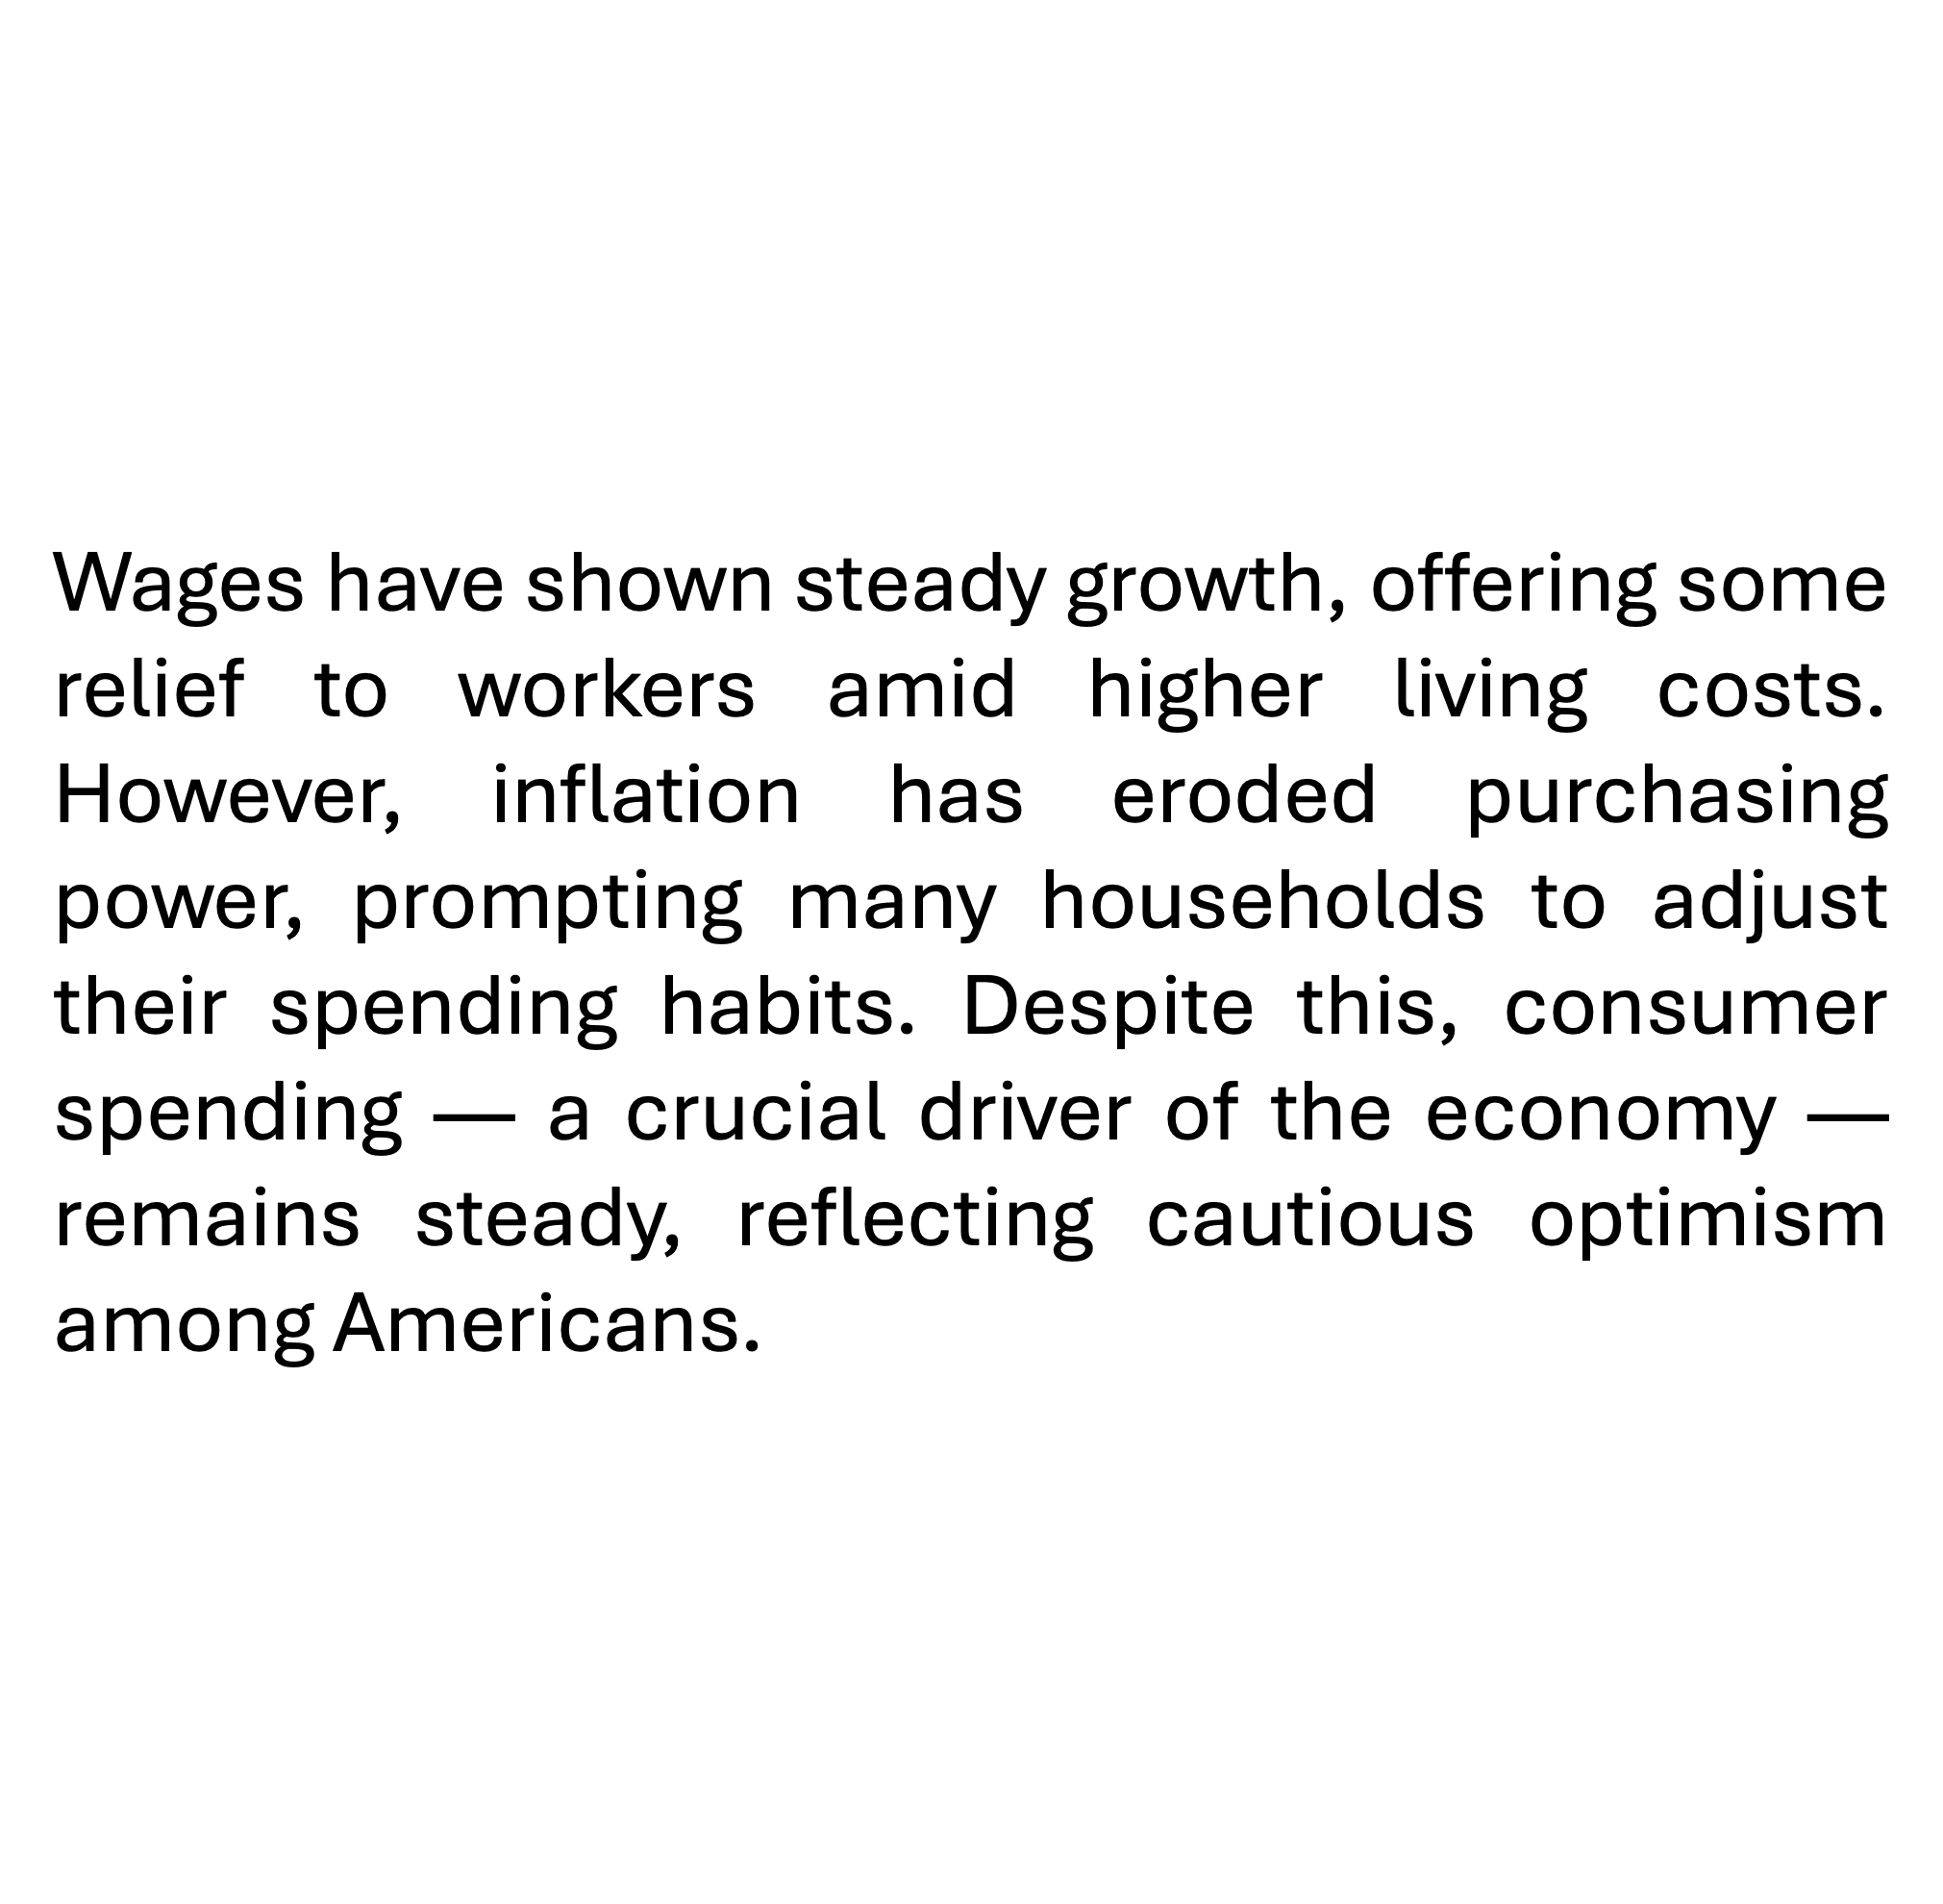 Wages have shown steady growth, offering some
relief to workers amid higher living costs.
However, inflation has eroded purchasing
power, prompting many households to adjust
their spending habits. Despite this, consumer
spending — a crucial driver of the economy —
remains steady, reflecting cautious optimism
among Americans.